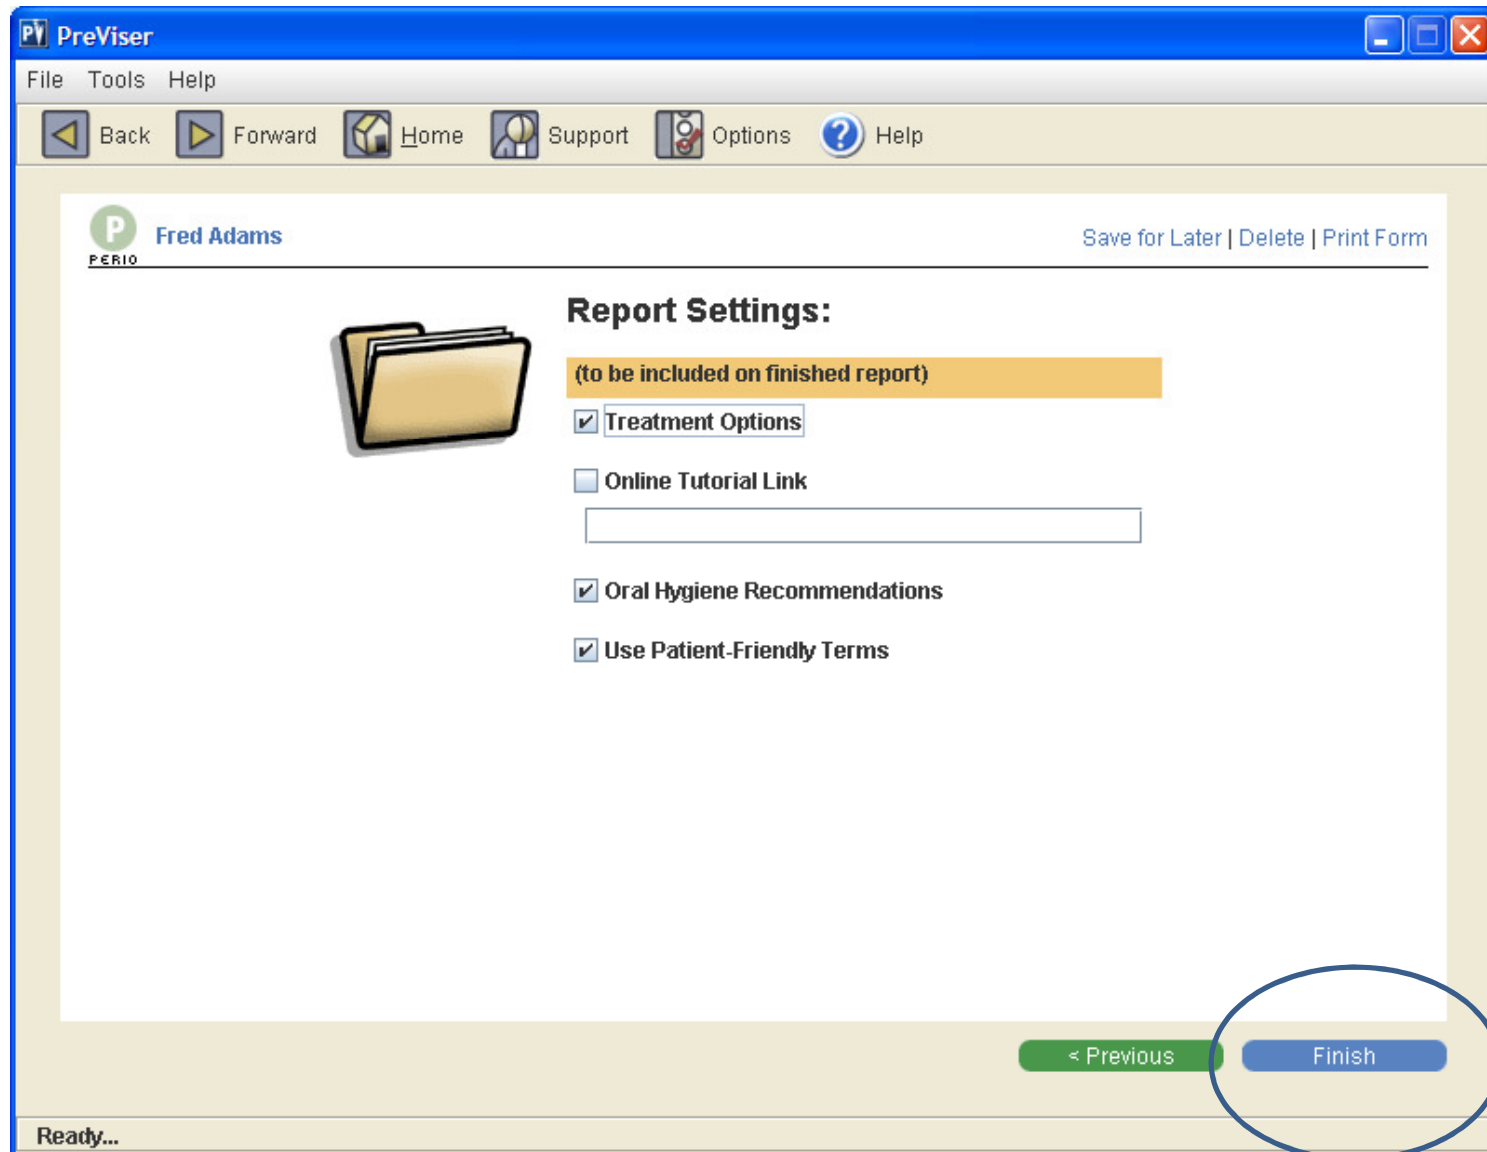 PV PreViser
File Tools Help
Back Forward Home Support Options ? Help
P
PERIO
Fred Adams
Save for Later | Delete | Print Form
Report Settings:
(to be included on finished report)
Treatment Options
Online Tutorial Link
Oral Hygiene Recommendations
Use Patient-Friendly Terms
< Previous Finish
Ready...